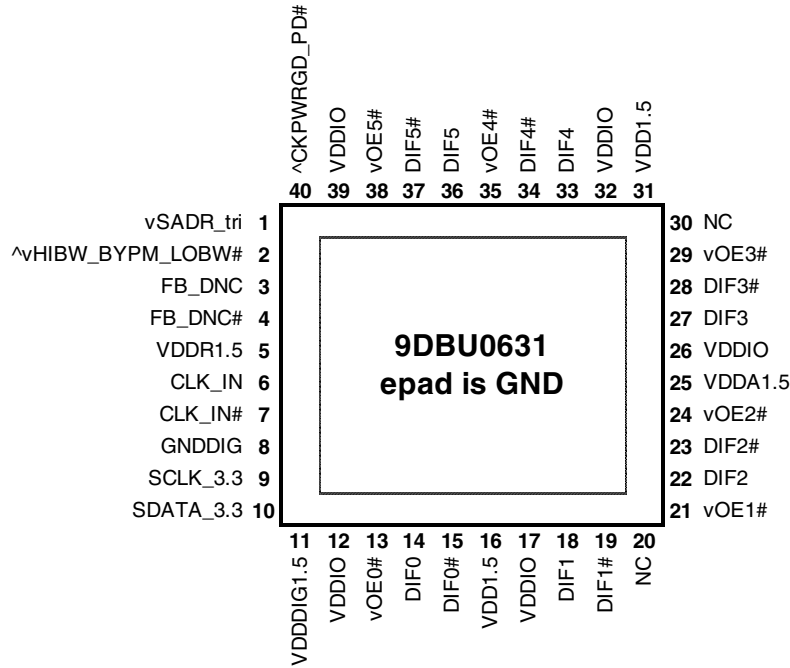 ^CKPWRGD_PD#
VDDIO
vOE5#
DIF5#
DIF5
vOE4#
DIF4#
DIF4
VDDIO
VDD1.5
40 39 38 37 36 35 34 33 32 31
vSADR_tri 1
^vHIBW_BYPM_LOBW# 2
FB_DNC 3
FB_DNC# 4
VDDR1.5 5
CLK_IN 6
CLK_IN# 7
GNDDIG 8
SCLK_3.3 9
SDATA_3.3 10
9DBU0631
epad is GND
30 NC
29 vOE3#
28 DIF3#
27 DIF3
26 VDDIO
25 VDDA1.5
24 vOE2#
23 DIF2#
22 DIF2
21 vOE1#
11 12 13 14 15 16 17 18 19 20
VDDDIG1.5
VDDIO
vOE0#
DIF0
DIF0#
VDD1.5
VDDIO
DIF1
DIF1#
NC